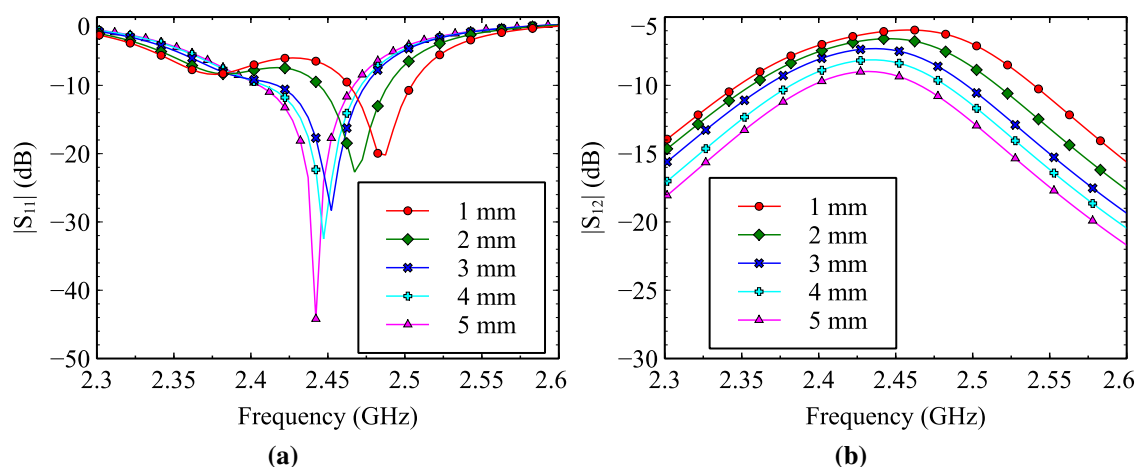 0
−10
−20
−30
−40
−50
|S11| (dB)
1 mm
2 mm
3 mm
4 mm
5 mm
2.3
2.35
2.4
2.45
2.5
2.55
2.6
Frequency (GHz)
(a)
−5
−10
−15
−20
−25
−30
|S12| (dB)
1 mm
2 mm
3 mm
4 mm
5 mm
2.3
2.35
2.4
2.45
2.5
2.55
2.6
Frequency (GHz)
(b)